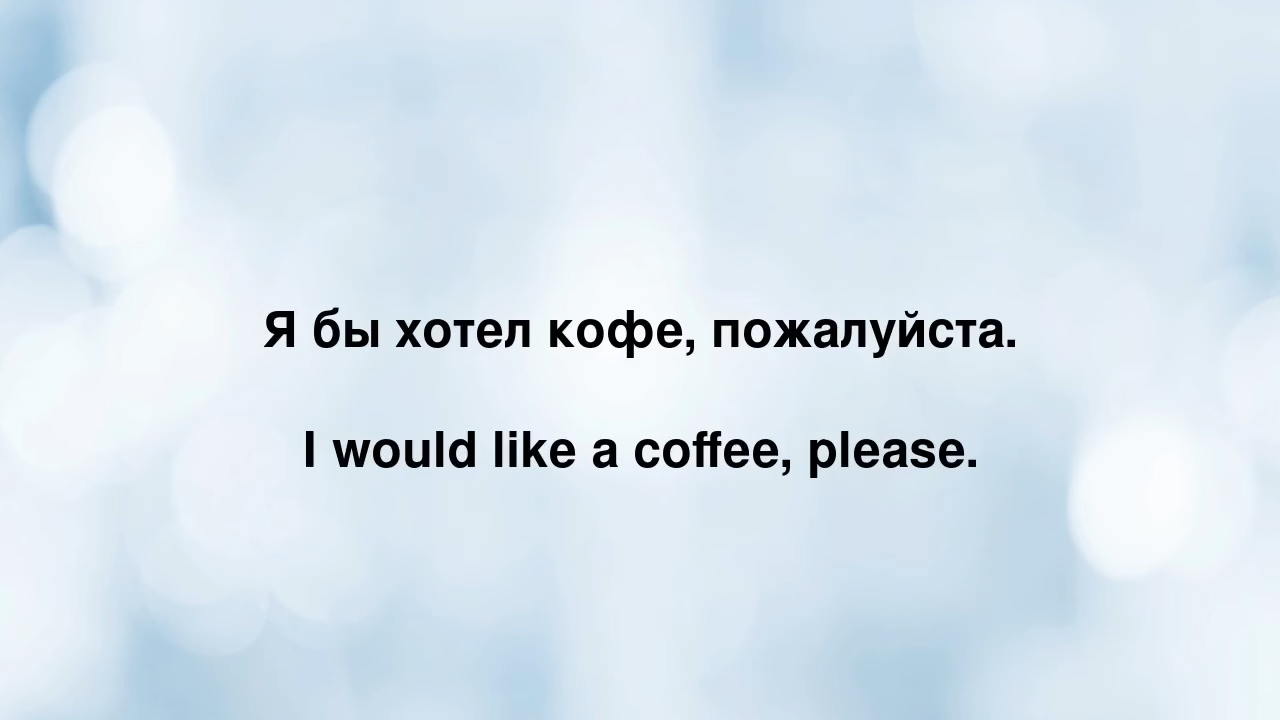 Я бы хотел кофе, пожалуйста.
I would like a coffee, please.